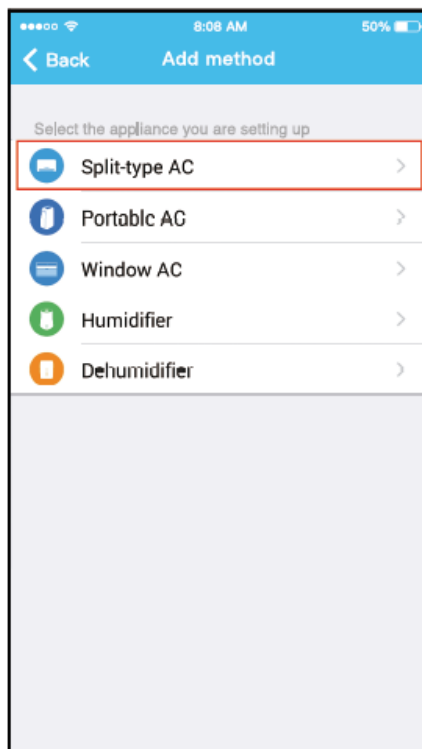 8:08 AM 50%
Back Add method
Select the appliance you are setting up
Split-type AC
Portable AC
Window AC
Humidifier
Dehumidifier